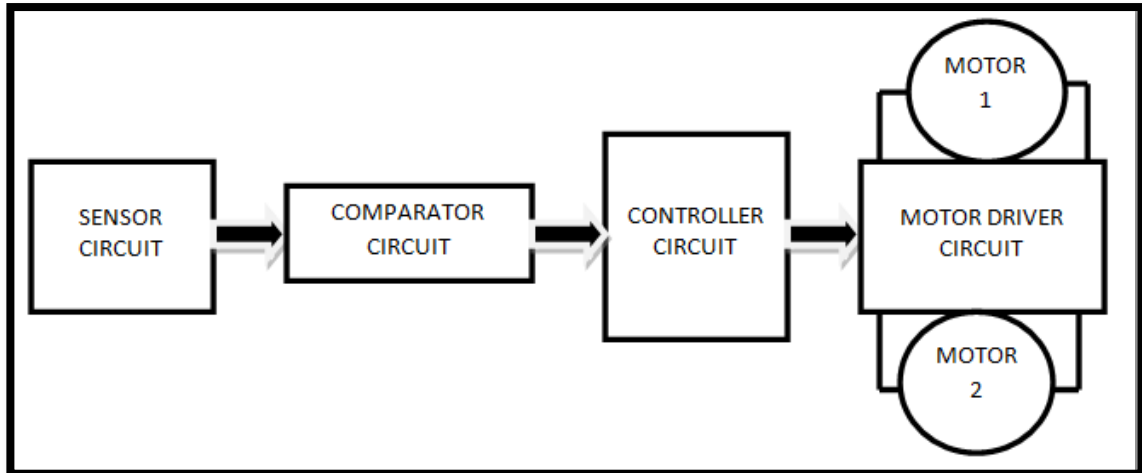 SENSOR
CIRCUIT
COMPARATOR
CIRCUIT
CONTROLLER
CIRCUIT
MOTOR DRIVER
CIRCUIT
MOTOR
1
MOTOR
2